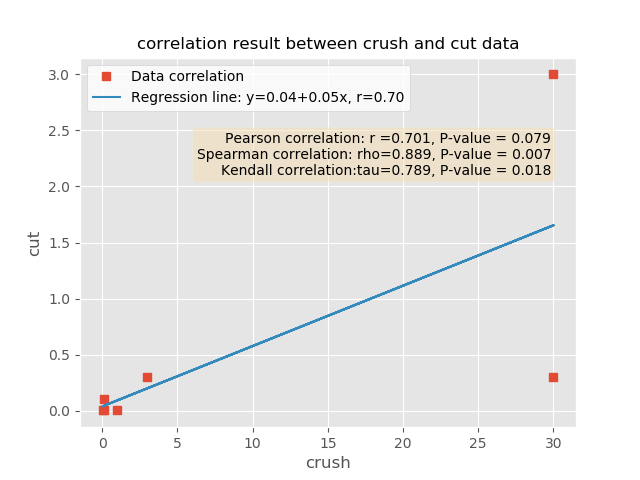 correlation result between crush and cut data
Data correlation
Regression line: y=0.04+0.05x, r=0.70
Pearson correlation: r =0.701, P-value = 0.079
Spearman correlation: rho=0.889, P-value = 0.007
Kendall correlation:tau=0.789, P-value = 0.018
3.0
2.5
2.0
1.5
1.0
0.5
0.0
cut
0 5 10 15 20 25 30
crush